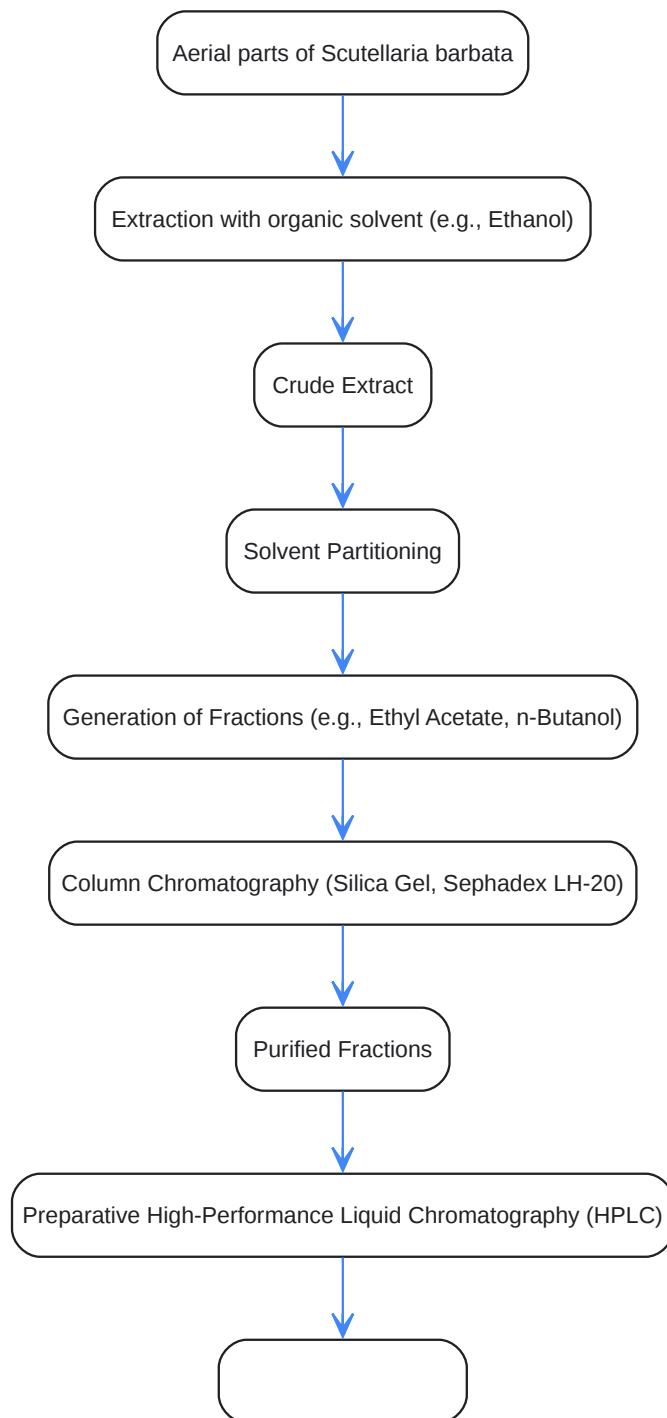 Aerial parts of Scutellaria barbata
Extraction with organic solvent (e.g., Ethanol)
Crude Extract
Solvent Partitioning
Generation of Fractions (e.g., Ethyl Acetate, n-Butanol)
Column Chromatography (Silica Gel, Sephadex LH-20)
Purified Fractions
Preparative High-Performance Liquid Chromatography (HPLC)